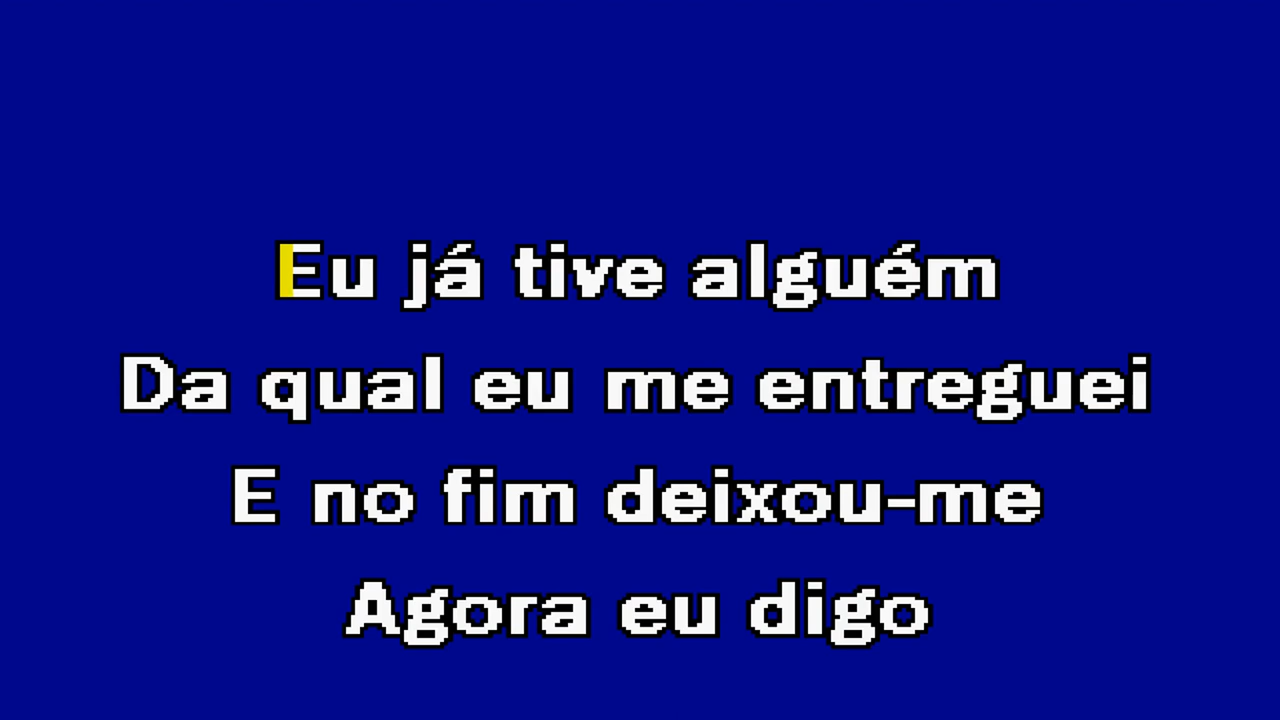 Eu já tive alguém
Da qual eu me entreguei
E no fim deixou-me
Agora eu digo